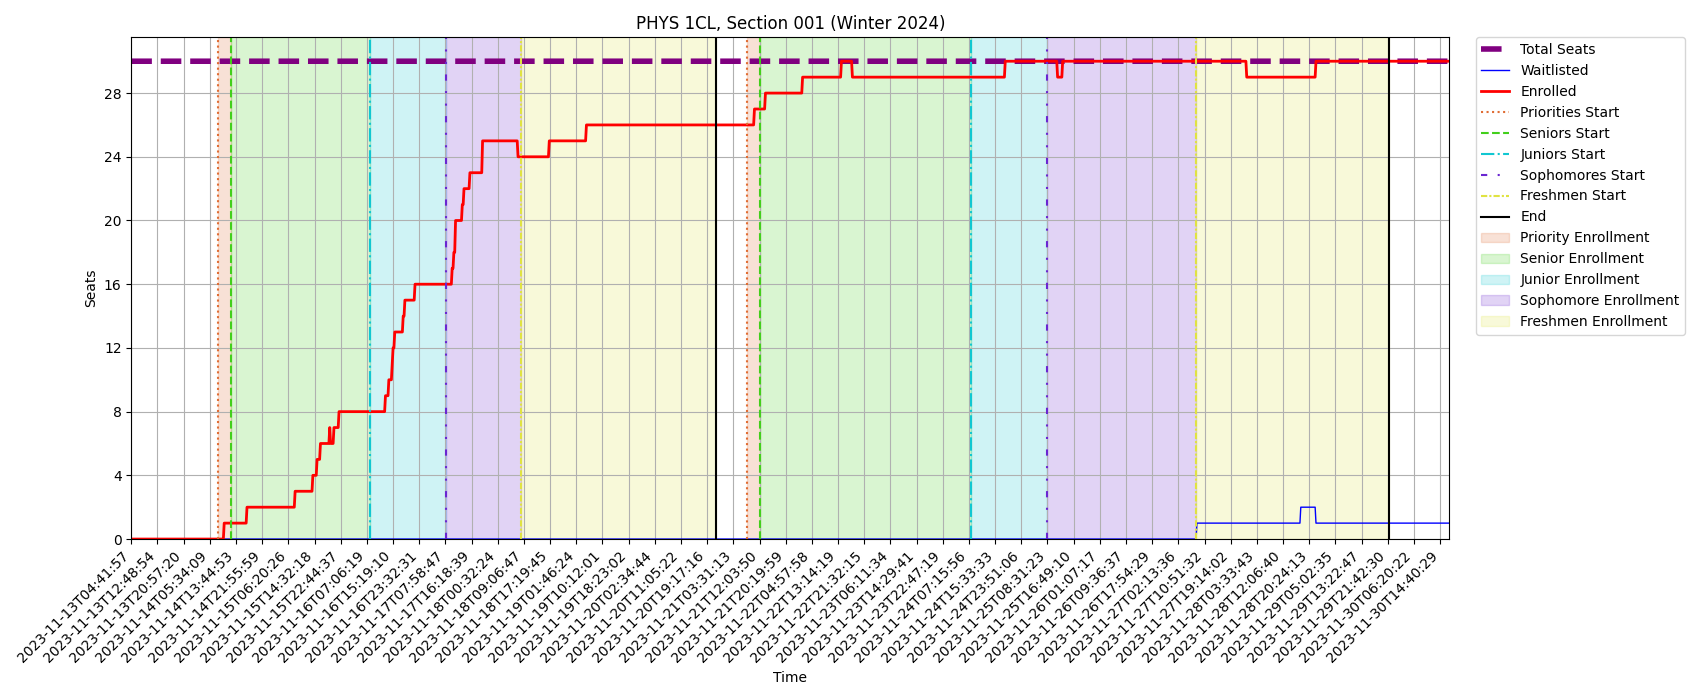 PHYS 1CL, Section 001 (Winter 2024)
Total Seats
Waitlisted
Enrolled
Priorities Start
Seniors Start
Juniors Start
Sophomores Start
Freshmen Start
End
Priority Enrollment
Senior Enrollment
Junior Enrollment
Sophomore Enrollment
Freshmen Enrollment
Seats
28
24
20
16
12
8
4
0
2023-11-13T04:41:57
2023-11-13T12:48:54
2023-11-13T20:57:20
2023-11-14T05:34:09
2023-11-14T13:44:53
2023-11-14T21:55:59
2023-11-15T06:20:26
2023-11-15T14:32:18
2023-11-15T22:44:37
2023-11-16T07:06:19
2023-11-16T15:19:10
2023-11-16T23:32:31
2023-11-17T07:58:47
2023-11-17T16:18:39
2023-11-18T00:32:24
2023-11-18T09:06:47
2023-11-18T17:19:45
2023-11-19T01:46:24
2023-11-19T10:12:01
2023-11-19T18:23:02
2023-11-20T02:34:44
2023-11-20T11:05:22
2023-11-20T19:17:16
2023-11-21T03:31:13
2023-11-21T12:03:50
2023-11-21T20:19:59
2023-11-22T04:57:58
2023-11-22T13:14:19
2023-11-22T21:32:15
2023-11-23T06:11:34
2023-11-23T14:29:41
2023-11-23T22:47:19
2023-11-24T07:15:56
2023-11-24T15:33:33
2023-11-24T23:51:06
2023-11-25T08:31:23
2023-11-25T16:49:10
2023-11-26T01:07:17
2023-11-26T09:36:37
2023-11-26T17:54:29
2023-11-27T02:13:36
2023-11-27T10:51:32
2023-11-27T19:14:02
2023-11-28T03:33:43
2023-11-28T12:06:40
2023-11-28T20:24:13
2023-11-29T05:02:35
2023-11-29T13:22:47
2023-11-29T21:42:30
2023-11-30T06:20:22
2023-11-30T14:40:29
Time